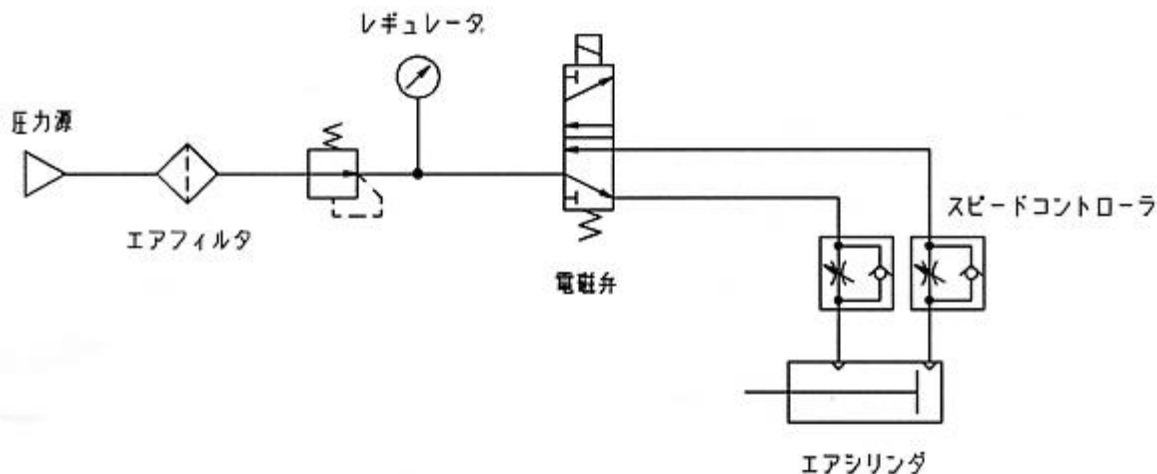 レギュレータ
圧力源
エアフィルタ
電磁弁
スピードコントローラ
エアシリンダ